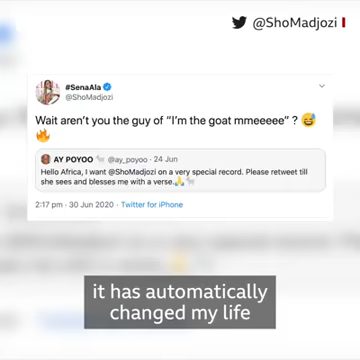 @ShoMadjozi
#SenaAla
@ShoMadjozi
Wait aren't you the guy of "I'm the goat mmeeeee" ? 😅
🔥
AY POYOO 🐐 @ay_poyoo · 24 Jun
Hello Africa, I want @ShoMadjozi on a very special record. Please retweet till
she sees and blesses me with a verse.🙏🐐
2:17 pm · 30 Jun 2020 · Twitter for iPhone
it has automatically
changed my life